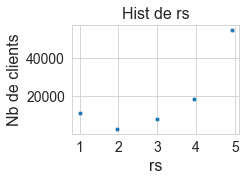 Hist de rs
Nb de clients
40000
20000
1 2 3 4 5
rs